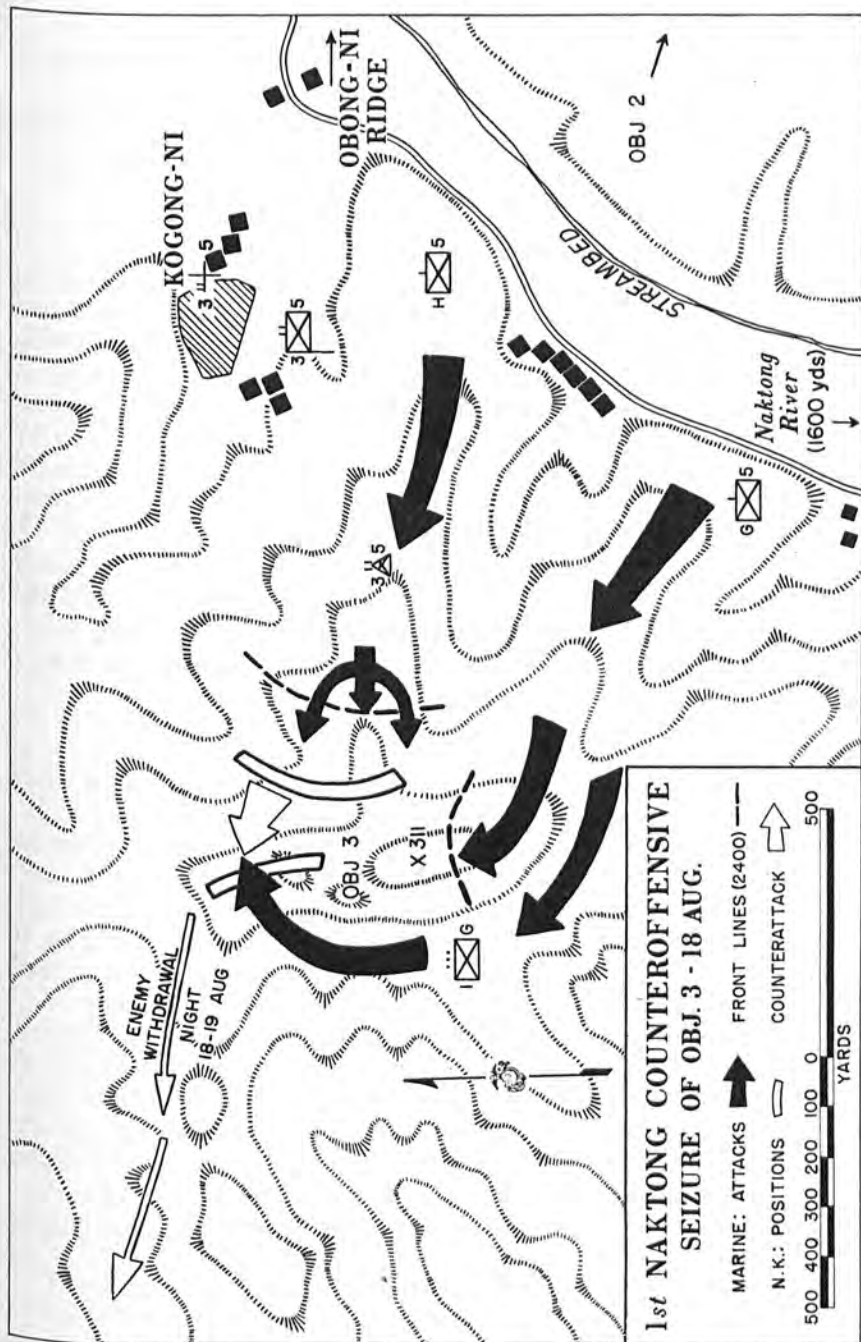 KOGONG-NI
3 5
OBONG-NI
RIDGE
3 5
H 5
OBJ 2
STREAMBED
3 5
Naktong
River
(1600 yds)
G 5
OBJ 3
X 311
1 G
ENEMY
WITHDRAWAL
NIGHT
18-19 AUG
1st NAKTONG COUNTEROFFENSIVE
SEIZURE OF OBJ. 3 - 18 AUG.
MARINE: ATTACKS FRONT LINES (2400)
N.K.: POSITIONS COUNTERATTACK
500 400 300 200 100 0 500
YARDS